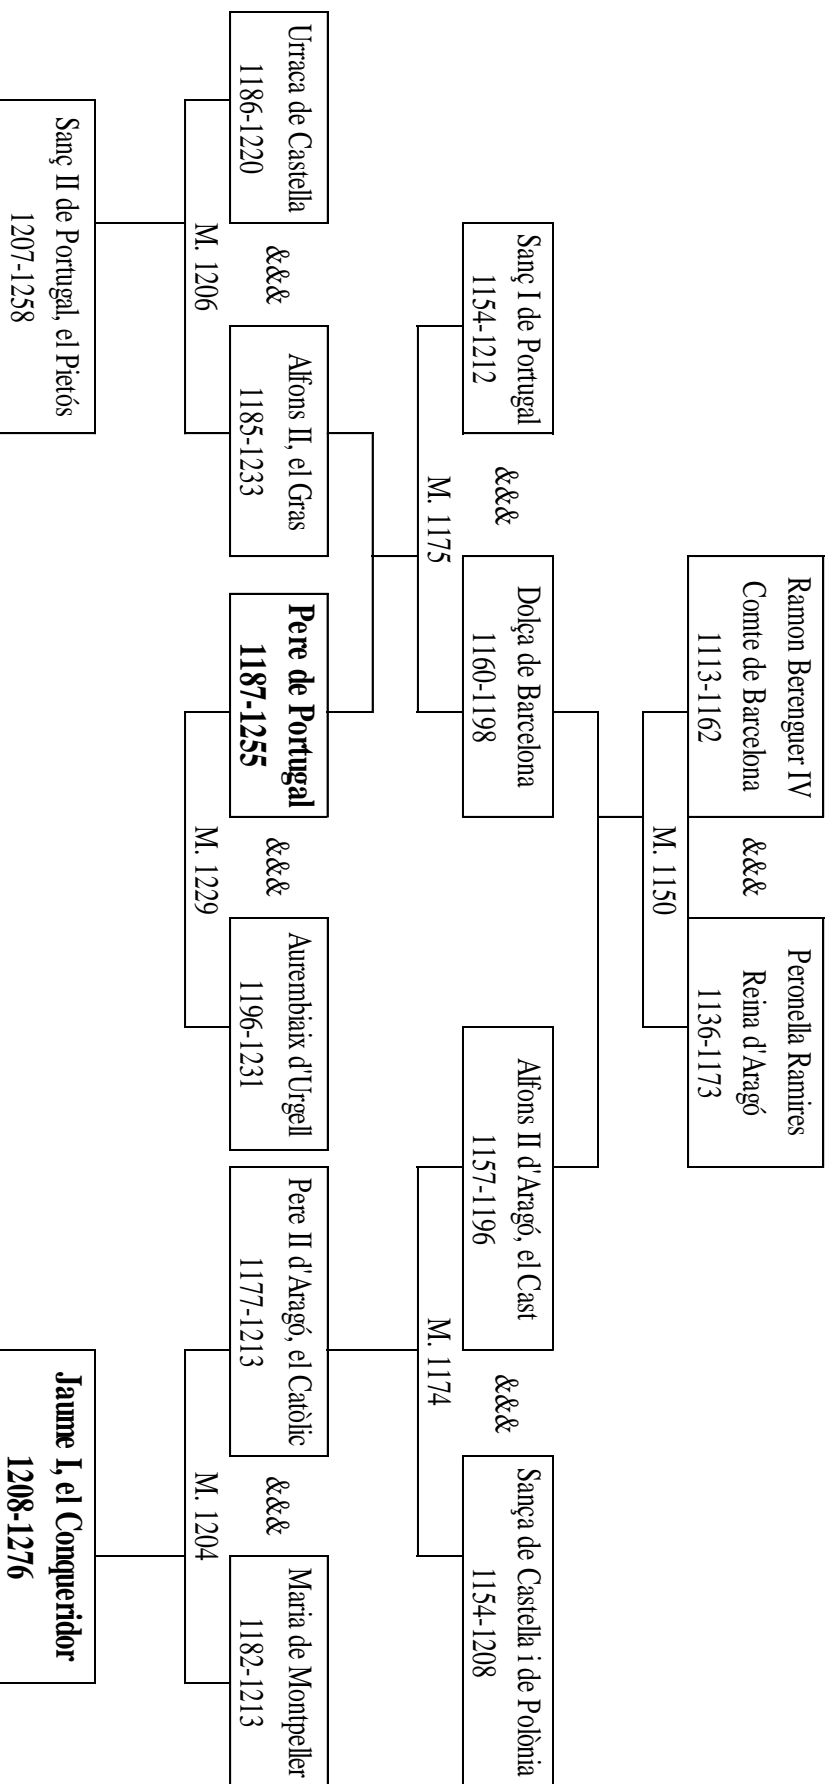 Ramon Berenguer IV
Comte de Barcelona
1113-1162
&&&
Peronella Ramires
Reina d'Aragó
1136-1173
M. 1150
Sanç I de Portugal
1154-1212
&&&
Dolça de Barcelona
1160-1198
Alfons II d'Aragó, el Cast
1157-1196
&&&
Sança de Castella i de Polònia
1154-1208
M. 1175
M. 1174
Urraca de Castella
1186-1220
&&&
Alfons II, el Gras
1185-1233
Pere de Portugal
1187-1255
&&&
Aurembiaix d'Urgell
1196-1231
Pere II d'Aragó, el Catòlic
1177-1213
&&&
Maria de Montpeller
1182-1213
M. 1206
M. 1229
M. 1204
Sanç II de Portugal, el Pietós
1207-1258
Jaume I, el Conqueridor
1208-1276